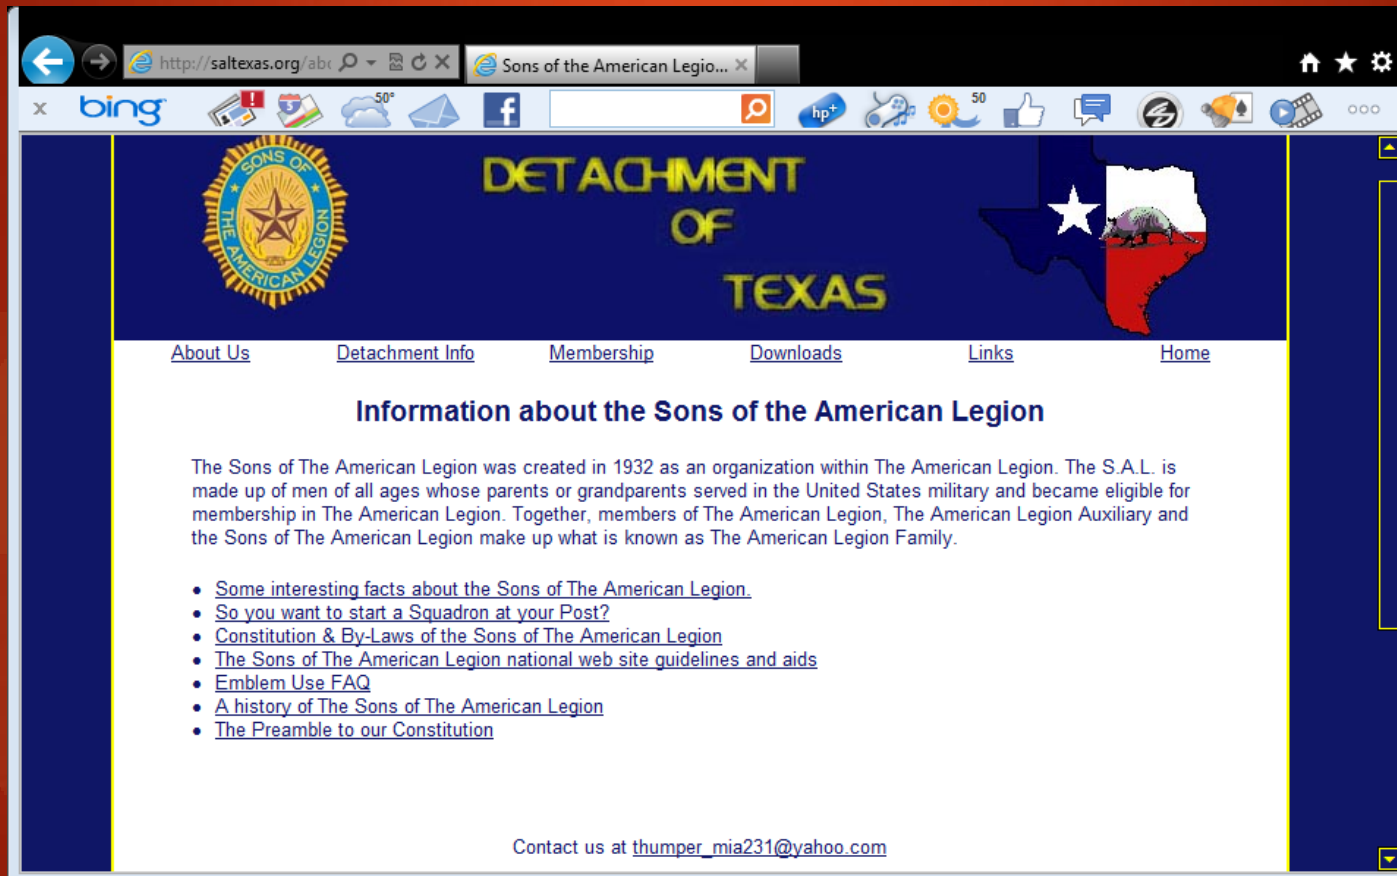 http://saltexas.org/abc
Sons of the American Legio...
x bing 5 50° f hp+ 50
SONS OF
THE AMERICAN LEGION
DETACHMENT
OF
TEXAS
About Us Detachment Info Membership Downloads Links Home
Information about the Sons of the American Legion
The Sons of The American Legion was created in 1932 as an organization within The American Legion. The S.A.L. is
made up of men of all ages whose parents or grandparents served in the United States military and became eligible for
membership in The American Legion. Together, members of The American Legion, The American Legion Auxiliary and
the Sons of The American Legion make up what is known as The American Legion Family.
• Some interesting facts about the Sons of The American Legion.
• So you want to start a Squadron at your Post?
• Constitution & By-Laws of the Sons of The American Legion
• The Sons of The American Legion national web site guidelines and aids
• Emblem Use FAQ
• A history of The Sons of The American Legion
• The Preamble to our Constitution
Contact us at thumper_mia231@yahoo.com